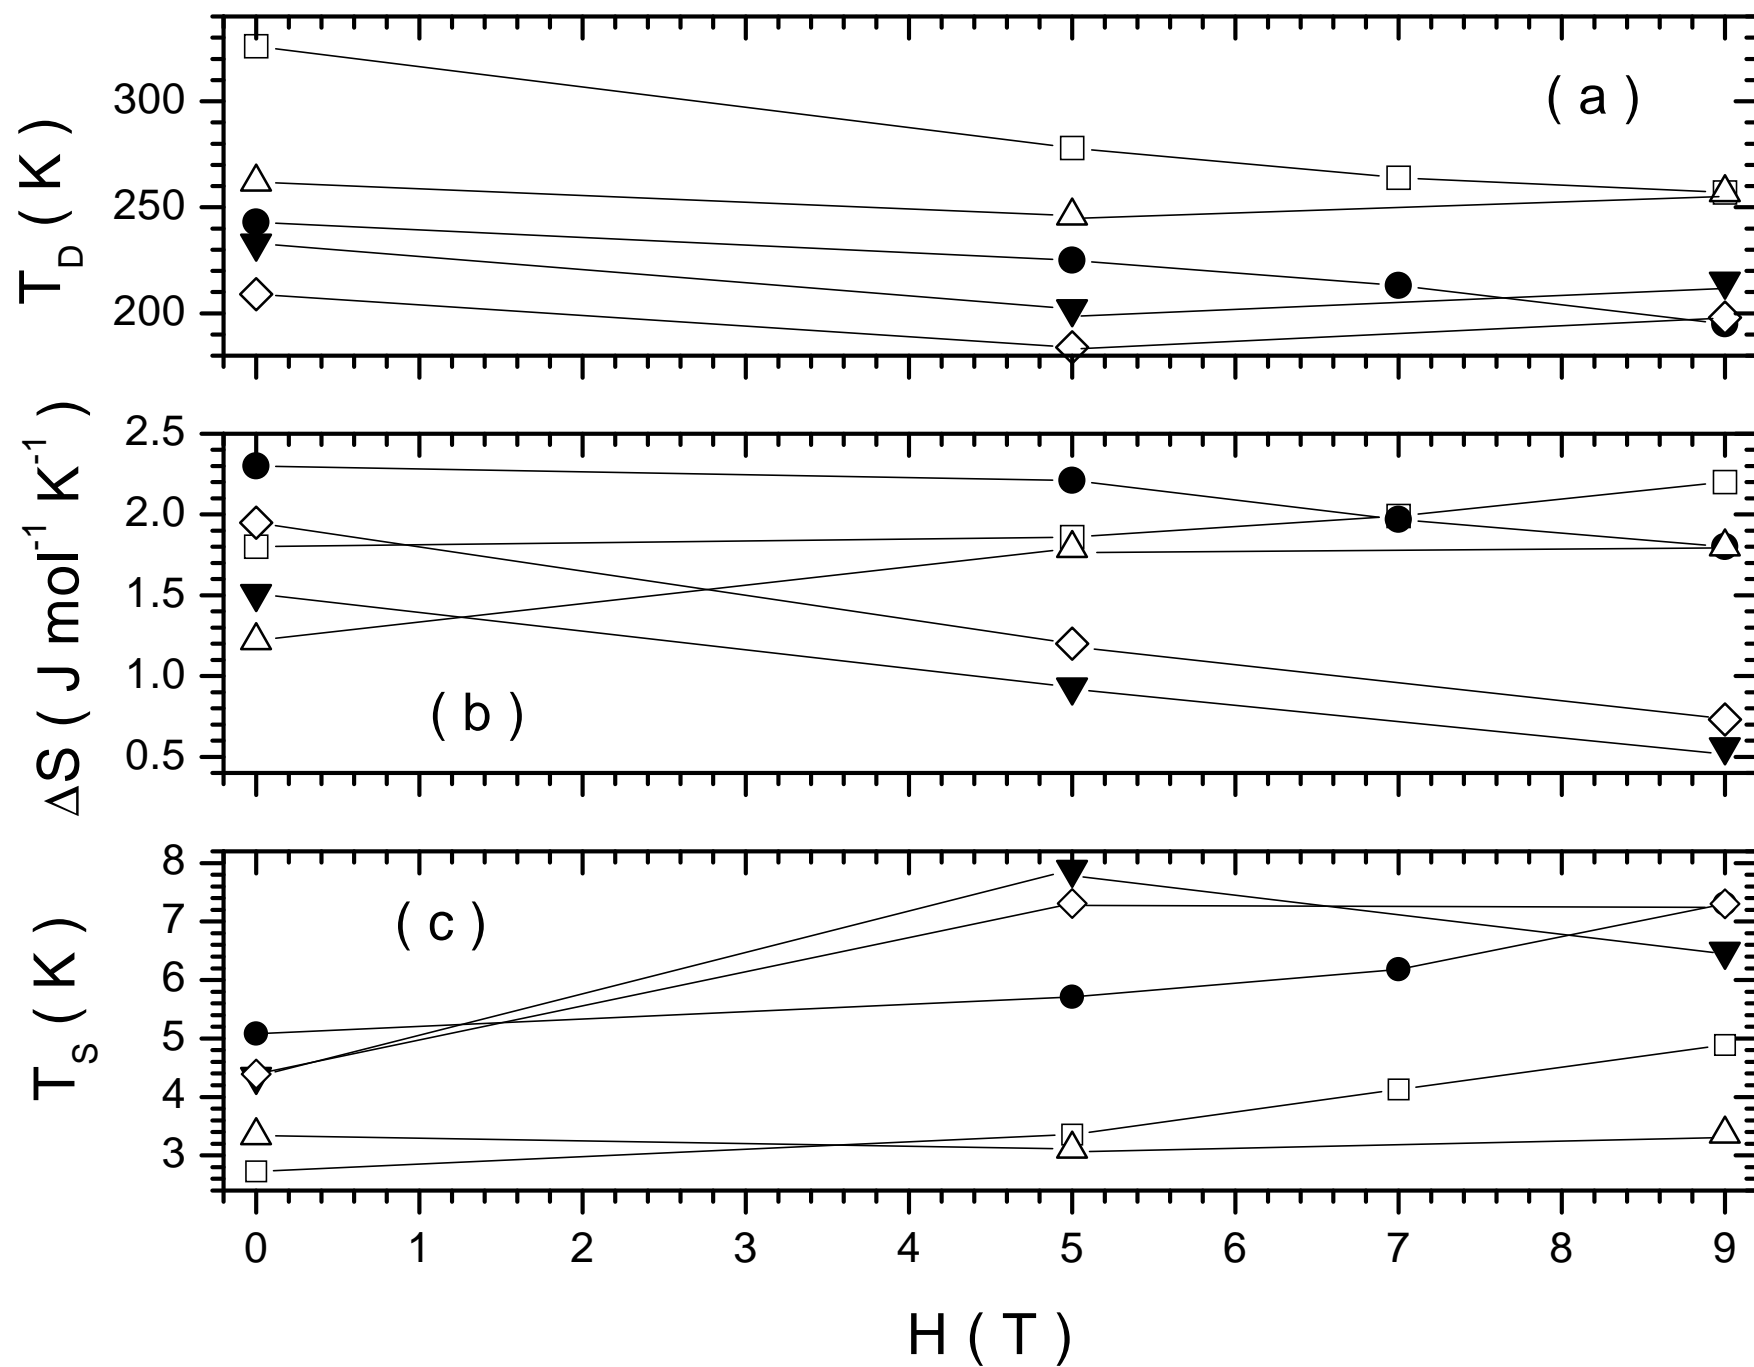 T_D ( K )
300
250
200
( a )
ΔS ( J mol^-1 K^-1 )
2.5
2.0
1.5
1.0
0.5
( b )
T_S ( K )
8
7
6
5
4
3
( c )
0 1 2 3 4 5 6 7 8 9
H ( T )